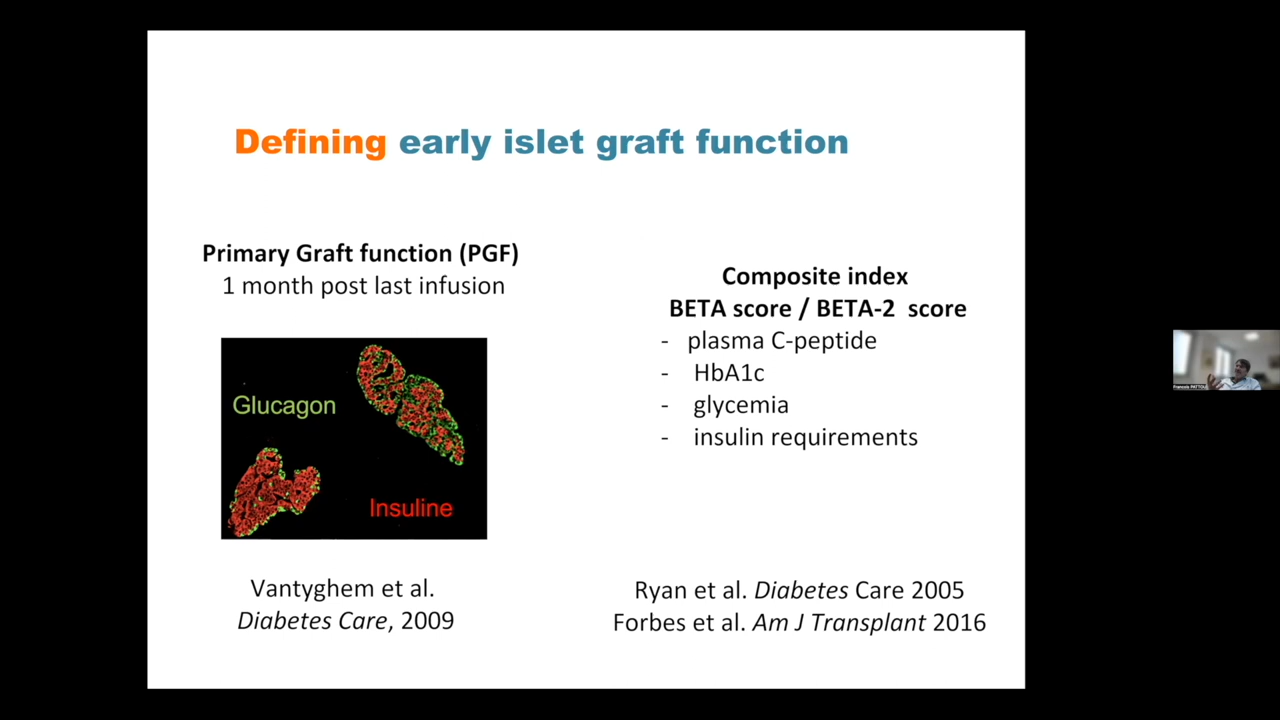 Defining early islet graft function
Primary Graft function (PGF)
1 month post last infusion
Glucagon
Insuline
Vantyghem et al.
Diabetes Care, 2009
Composite index
BETA score / BETA-2 score
- plasma C-peptide
- HbA1c
- glycemia
- insulin requirements
Ryan et al. Diabetes Care 2005
Forbes et al. Am J Transplant 2016